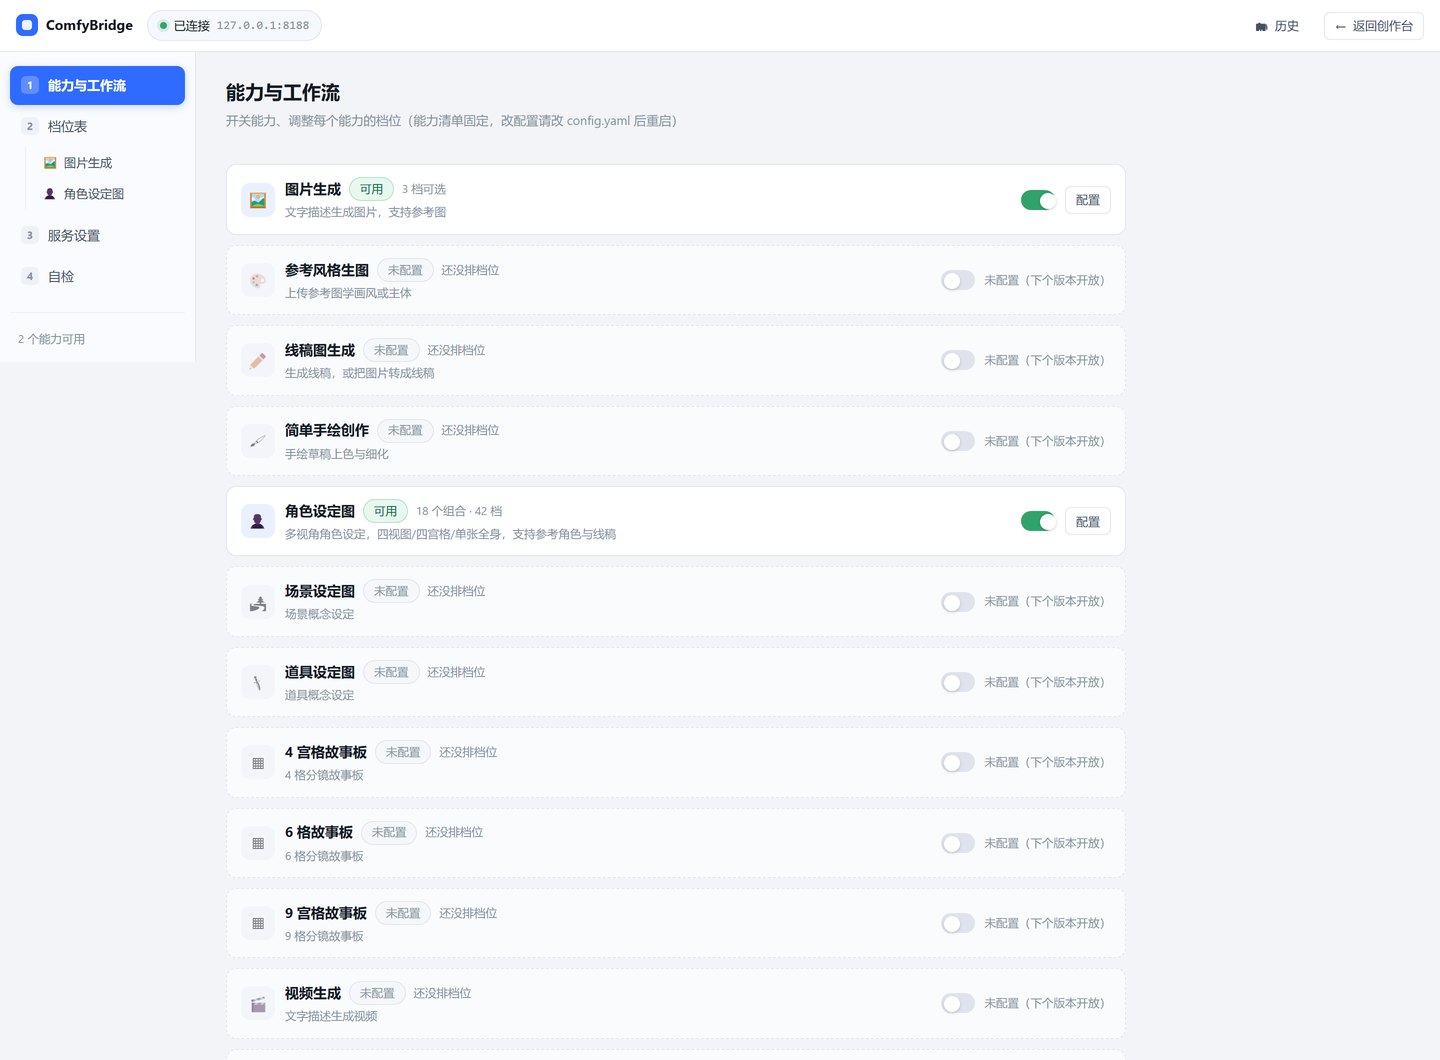 ComfyBridge
已连接 127.0.0.1:8188
历史
← 返回创作台
1 能力与工作流
2 档位表
图片生成
角色设定图
3 服务设置
4 自检
2 个能力可用
能力与工作流
开关能力、调整每个能力的档位（能力清单固定，改配置请改 config.yaml 后重启）
图片生成 可用 3 档可选
文字描述生成图片，支持参考图
配置
参考风格生图 未配置 还没排档位
上传参考图学画风或主体
未配置（下个版本开放）
线稿图生成 未配置 还没排档位
生成线稿，或把图片转成线稿
未配置（下个版本开放）
简单手绘创作 未配置 还没排档位
手绘草稿上色与细化
未配置（下个版本开放）
角色设定图 可用 18 个组合 · 42 档
多视角角色设定，四视图/四宫格/单张全身，支持参考角色与线稿
配置
场景设定图 未配置 还没排档位
场景概念设定
未配置（下个版本开放）
道具设定图 未配置 还没排档位
道具概念设定
未配置（下个版本开放）
4 宫格故事板 未配置 还没排档位
4 格分镜故事板
未配置（下个版本开放）
6 格故事板 未配置 还没排档位
6 格分镜故事板
未配置（下个版本开放）
9 宫格故事板 未配置 还没排档位
9 格分镜故事板
未配置（下个版本开放）
视频生成 未配置 还没排档位
文字描述生成视频
未配置（下个版本开放）